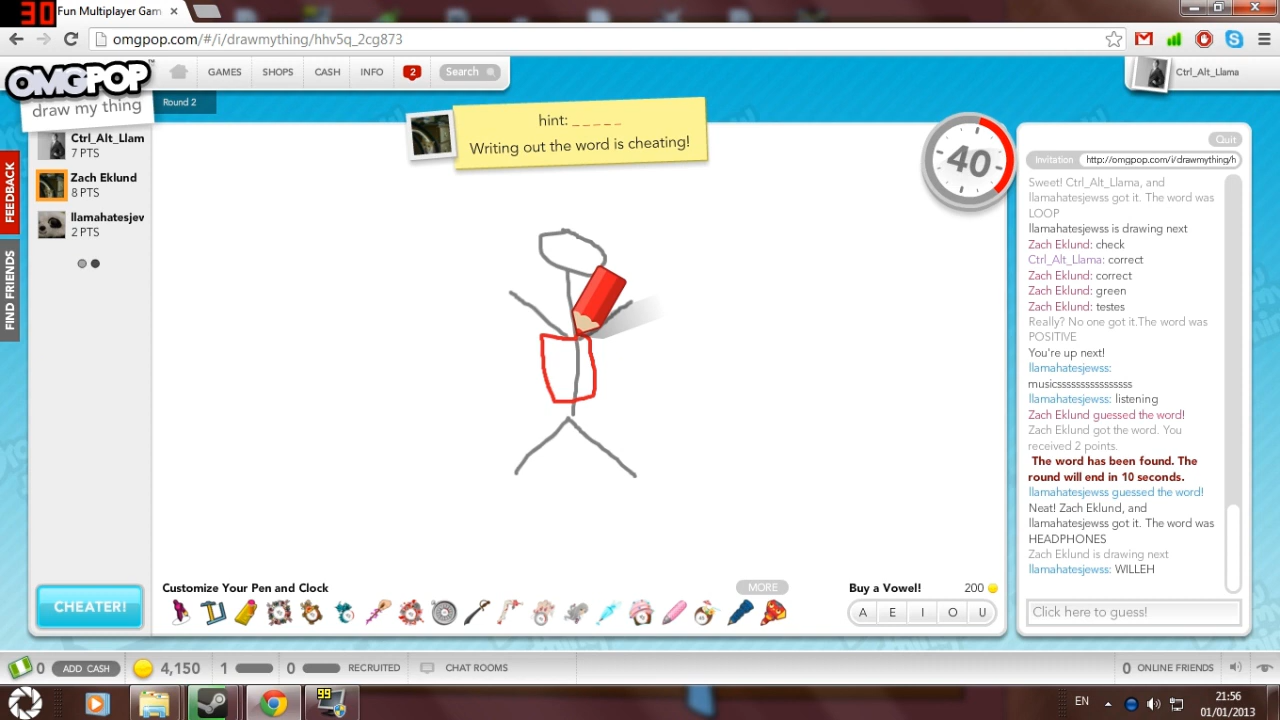 30
Fun Multiplayer Gam
omgpop.com/#/i/drawmything/hhv5q_2cg873
OMGPOP
draw my thing
GAMES SHOPS CASH INFO 2 Search
Ctrl_Alt_Llama
Round 2
hint: _ _ _ _ _
Writing out the word is cheating!
40
Ctrl_Alt_Llam
7 PTS
Zach Eklund
8 PTS
llamahatesjew
2 PTS
FEEDBACK
FIND FRIENDS
Quit
Invitation http://omgpop.com/i/drawmything/h
Sweet! Ctrl_Alt_Llama, and
llamahatesjewss got it. The word was
LOOP
llamahatesjewss is drawing next
Zach Eklund: check
Ctrl_Alt_Llama: correct
Zach Eklund: correct
Zach Eklund: green
Zach Eklund: testes
Really? No one got it.The word was
POSITIVE
You're up next!
llamahatesjewss:
musicsssssssssssssss
llamahatesjewss: listening
Zach Eklund guessed the word!
Zach Eklund got the word. You
received 2 points.
The word has been found. The
round will end in 10 seconds.
llamahatesjewss guessed the word!
Neat! Zach Eklund, and
llamahatesjewss got it. The word was
HEADPHONES
Zach Eklund is drawing next
llamahatesjewss: WILLEH
Click here to guess!
CHEATER!
Customize Your Pen and Clock
MORE
Buy a Vowel! 200
A E I O U
0 ADD CASH 4,150 1 0 RECRUITED CHAT ROOMS
0 ONLINE FRIENDS
99
EN
21:56
01/01/2013